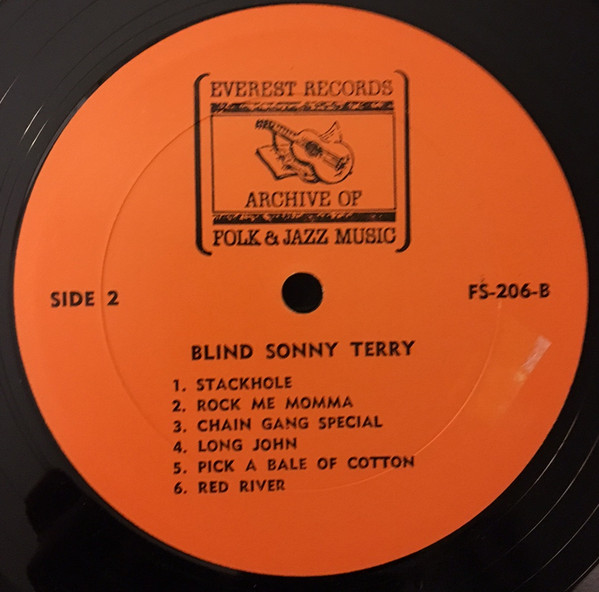 EVEREST RECORDS
ARCHIVE OF
FOLK & JAZZ MUSIC
SIDE 2
FS-206-B
BLIND SONNY TERRY
1. STACKHOLE
2. ROCK ME MOMMA
3. CHAIN GANG SPECIAL
4. LONG JOHN
5. PICK A BALE OF COTTON
6. RED RIVER